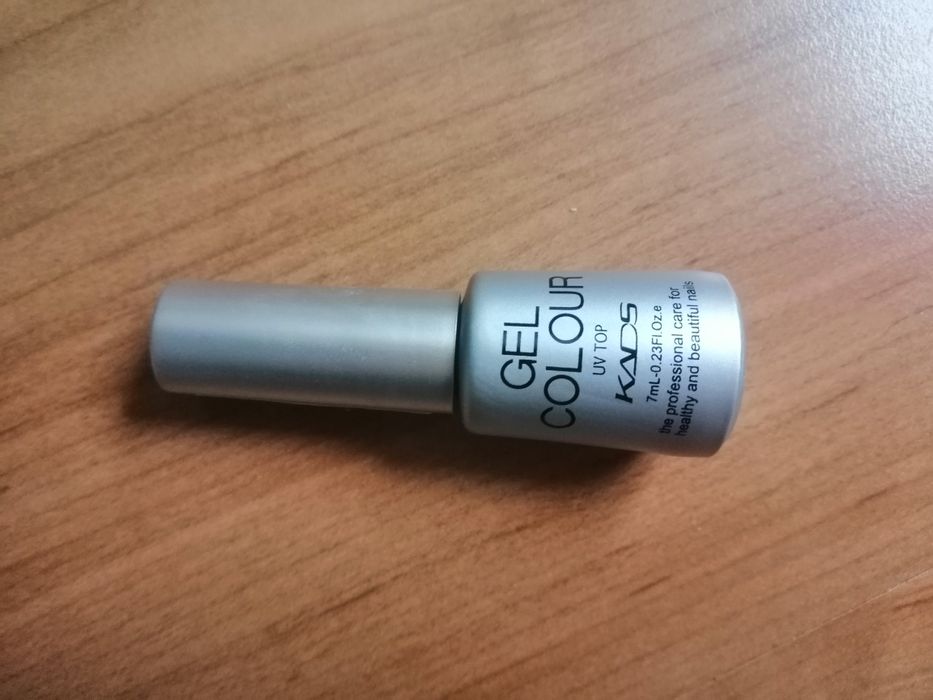 GEL
COLOUR
UV TOP
KADS
7mL-0.23Fl.Oz.e
the professional care for
healthy and beautiful nails